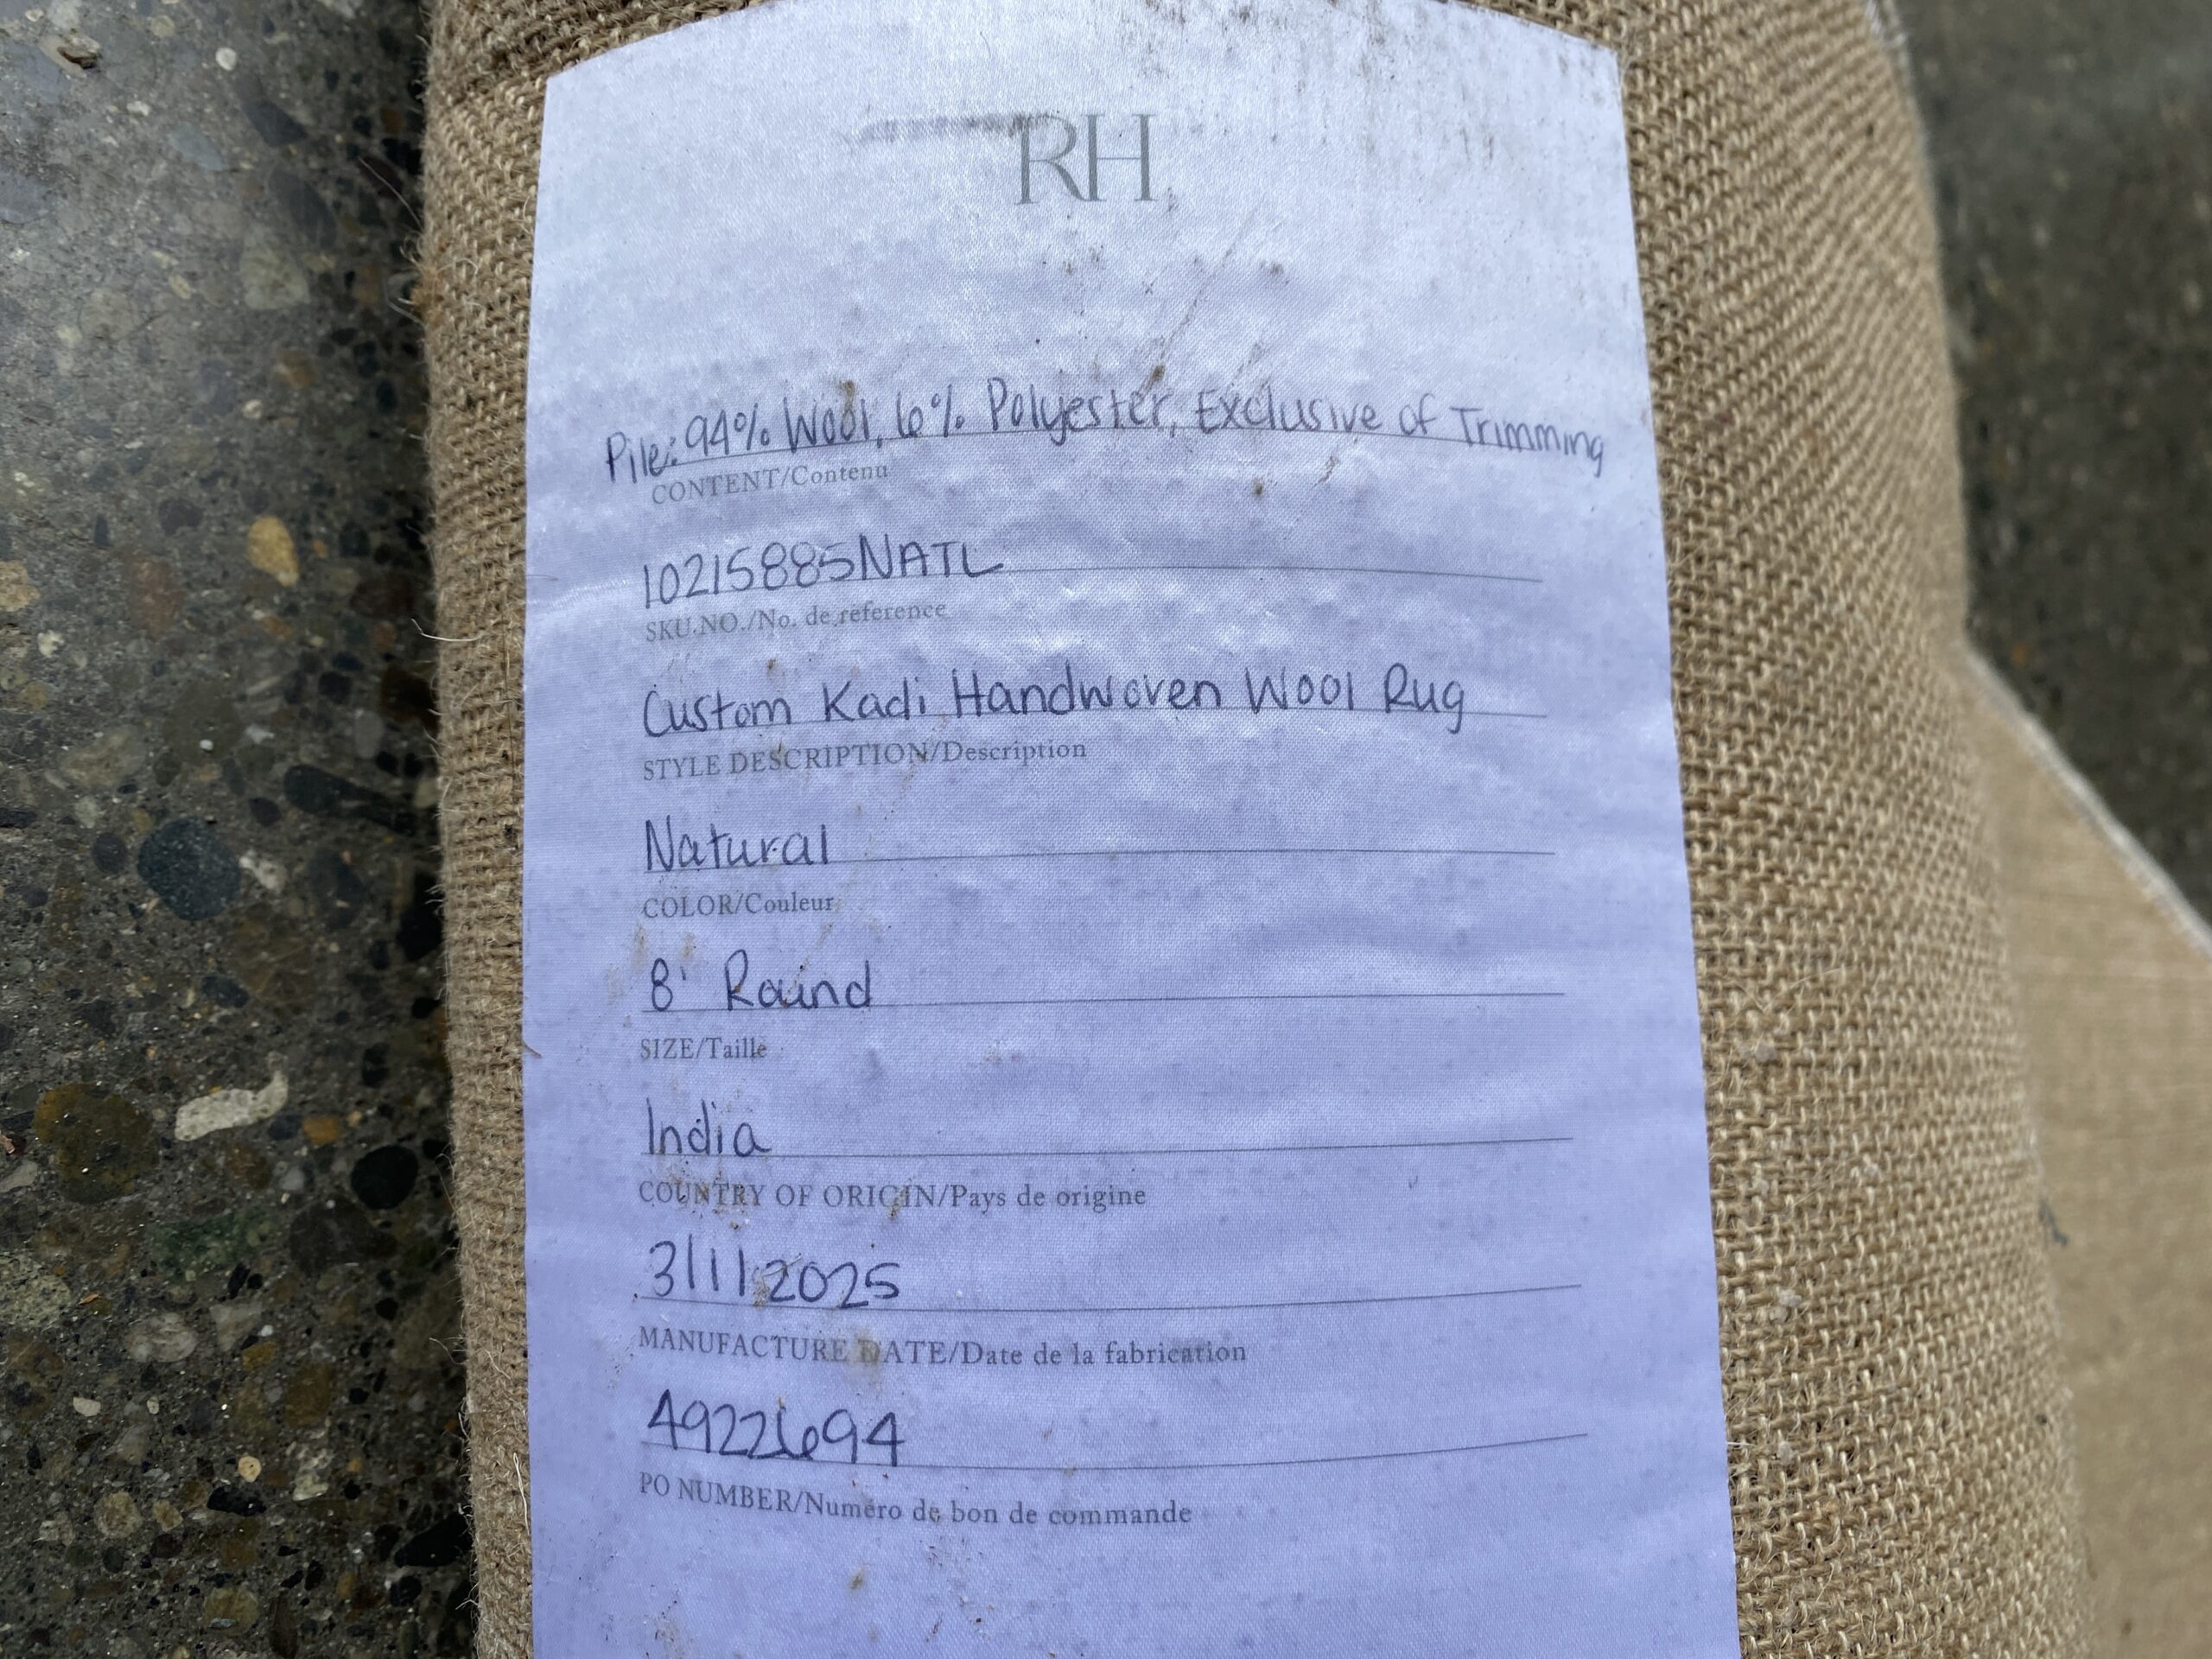 RH
Pile: 94% Wool, 6% Polyester, Exclusive of Trimming
CONTENT/Contenu
10215885NATL
SKU.NO./No. de reference
Custom Kadi Handwoven Wool Rug
STYLE DESCRIPTION/Description
Natural
COLOR/Couleur
8' Round
SIZE/Taille
India
COUNTRY OF ORIGIN/Pays de origine
3/1/2025
MANUFACTURE DATE/Date de la fabrication
4922694
PO NUMBER/Numéro de bon de commande